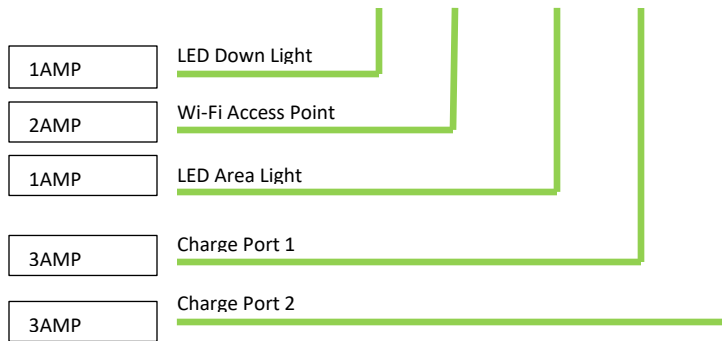 LED Down Light
1AMP
Wi-Fi Access Point
2AMP
LED Area Light
1AMP
Charge Port 1
3AMP
Charge Port 2
3AMP